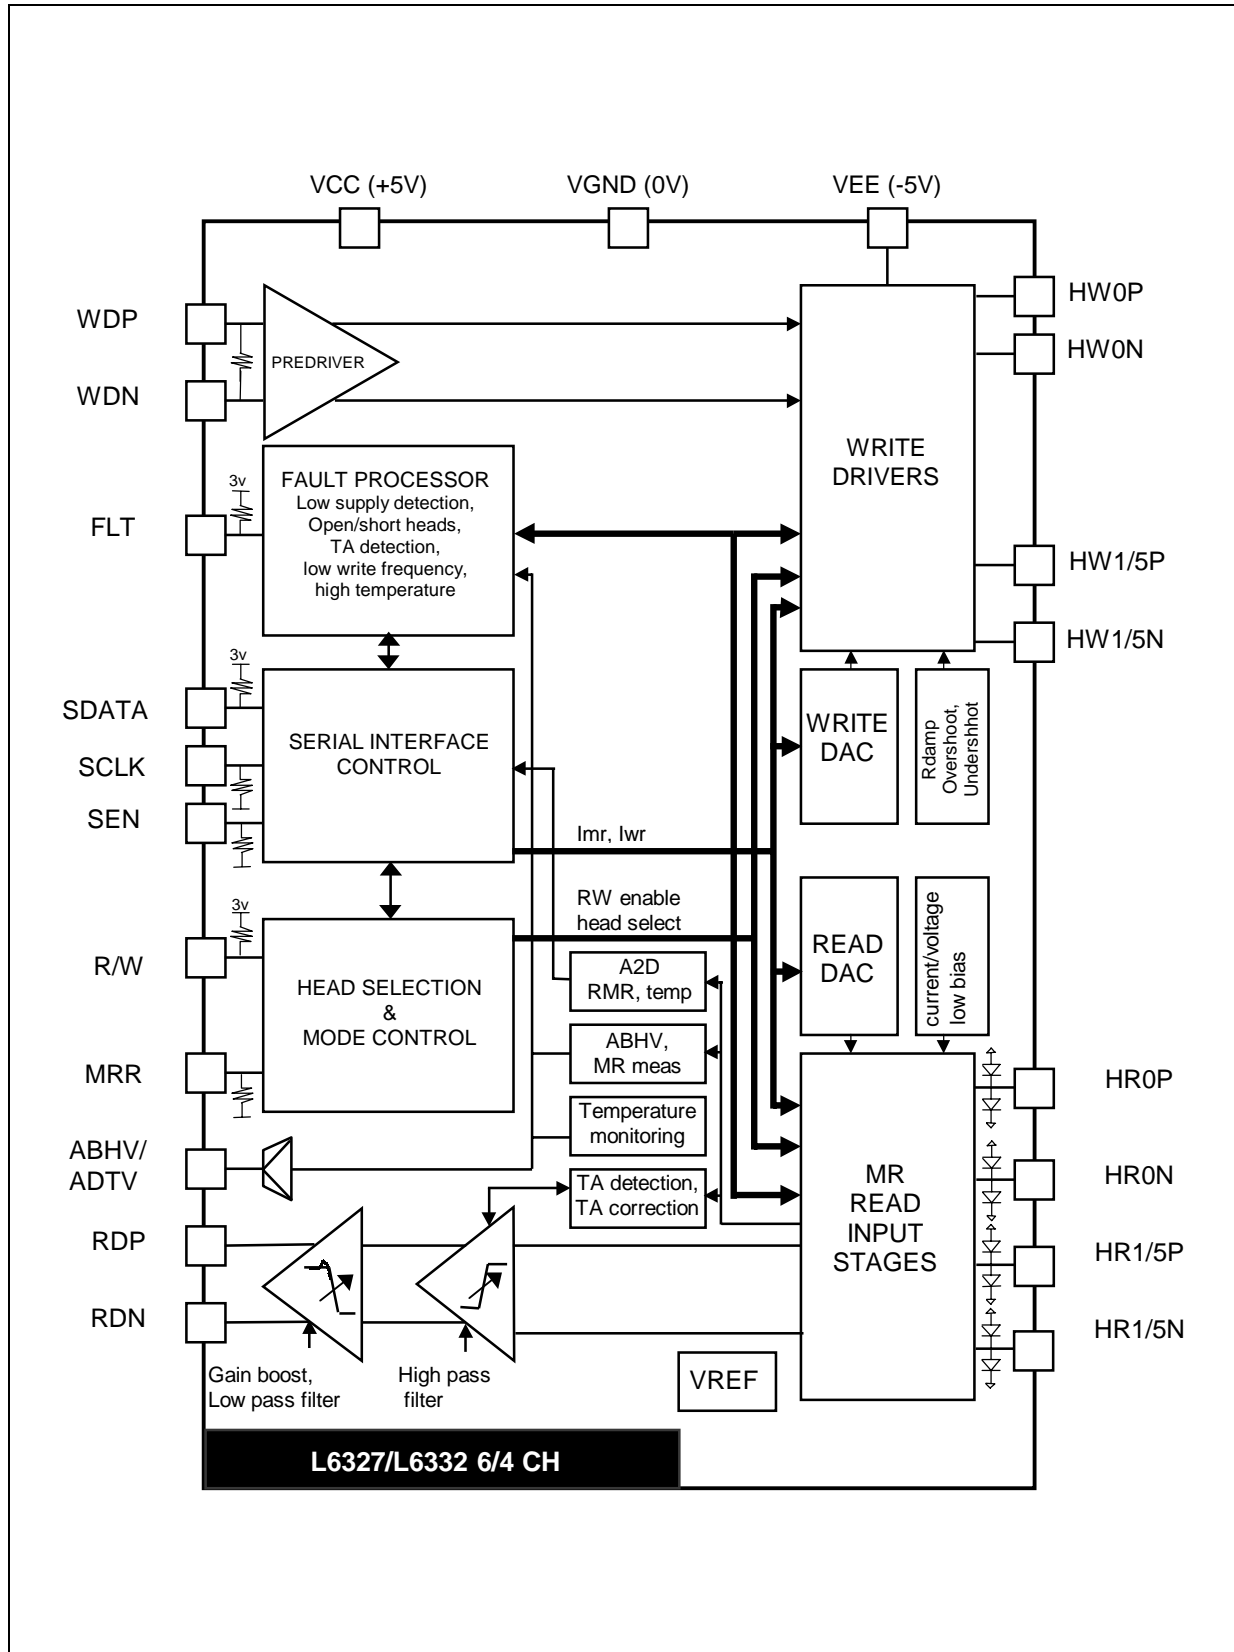 VCC (+5V)
VGND (0V)
VEE (-5V)
WDP
WDN
PREDRIVER
HW0P
HW0N
WRITE
DRIVERS
FAULT PROCESSOR
Low supply detection,
Open/short heads,
TA detection,
low write frequency,
high temperature
3v
FLT
HW1/5P
HW1/5N
3v
SDATA
SCLK
SEN
SERIAL INTERFACE
CONTROL
WRITE
DAC
Rdamp
Overshoot,
Undershhot
Imr, Iwr
RW enable
head select
3v
R/W
MRR
HEAD SELECTION
&
MODE CONTROL
A2D
RMR, temp
ABHV,
MR meas
Temperature
monitoring
TA detection,
TA correction
READ
DAC
current/voltage
low bias
ABHV/
ADTV
RDP
RDN
MR
READ
INPUT
STAGES
HR0P
HR0N
HR1/5P
HR1/5N
Gain boost,
Low pass filter
High pass
filter
VREF
L6327/L6332 6/4 CH